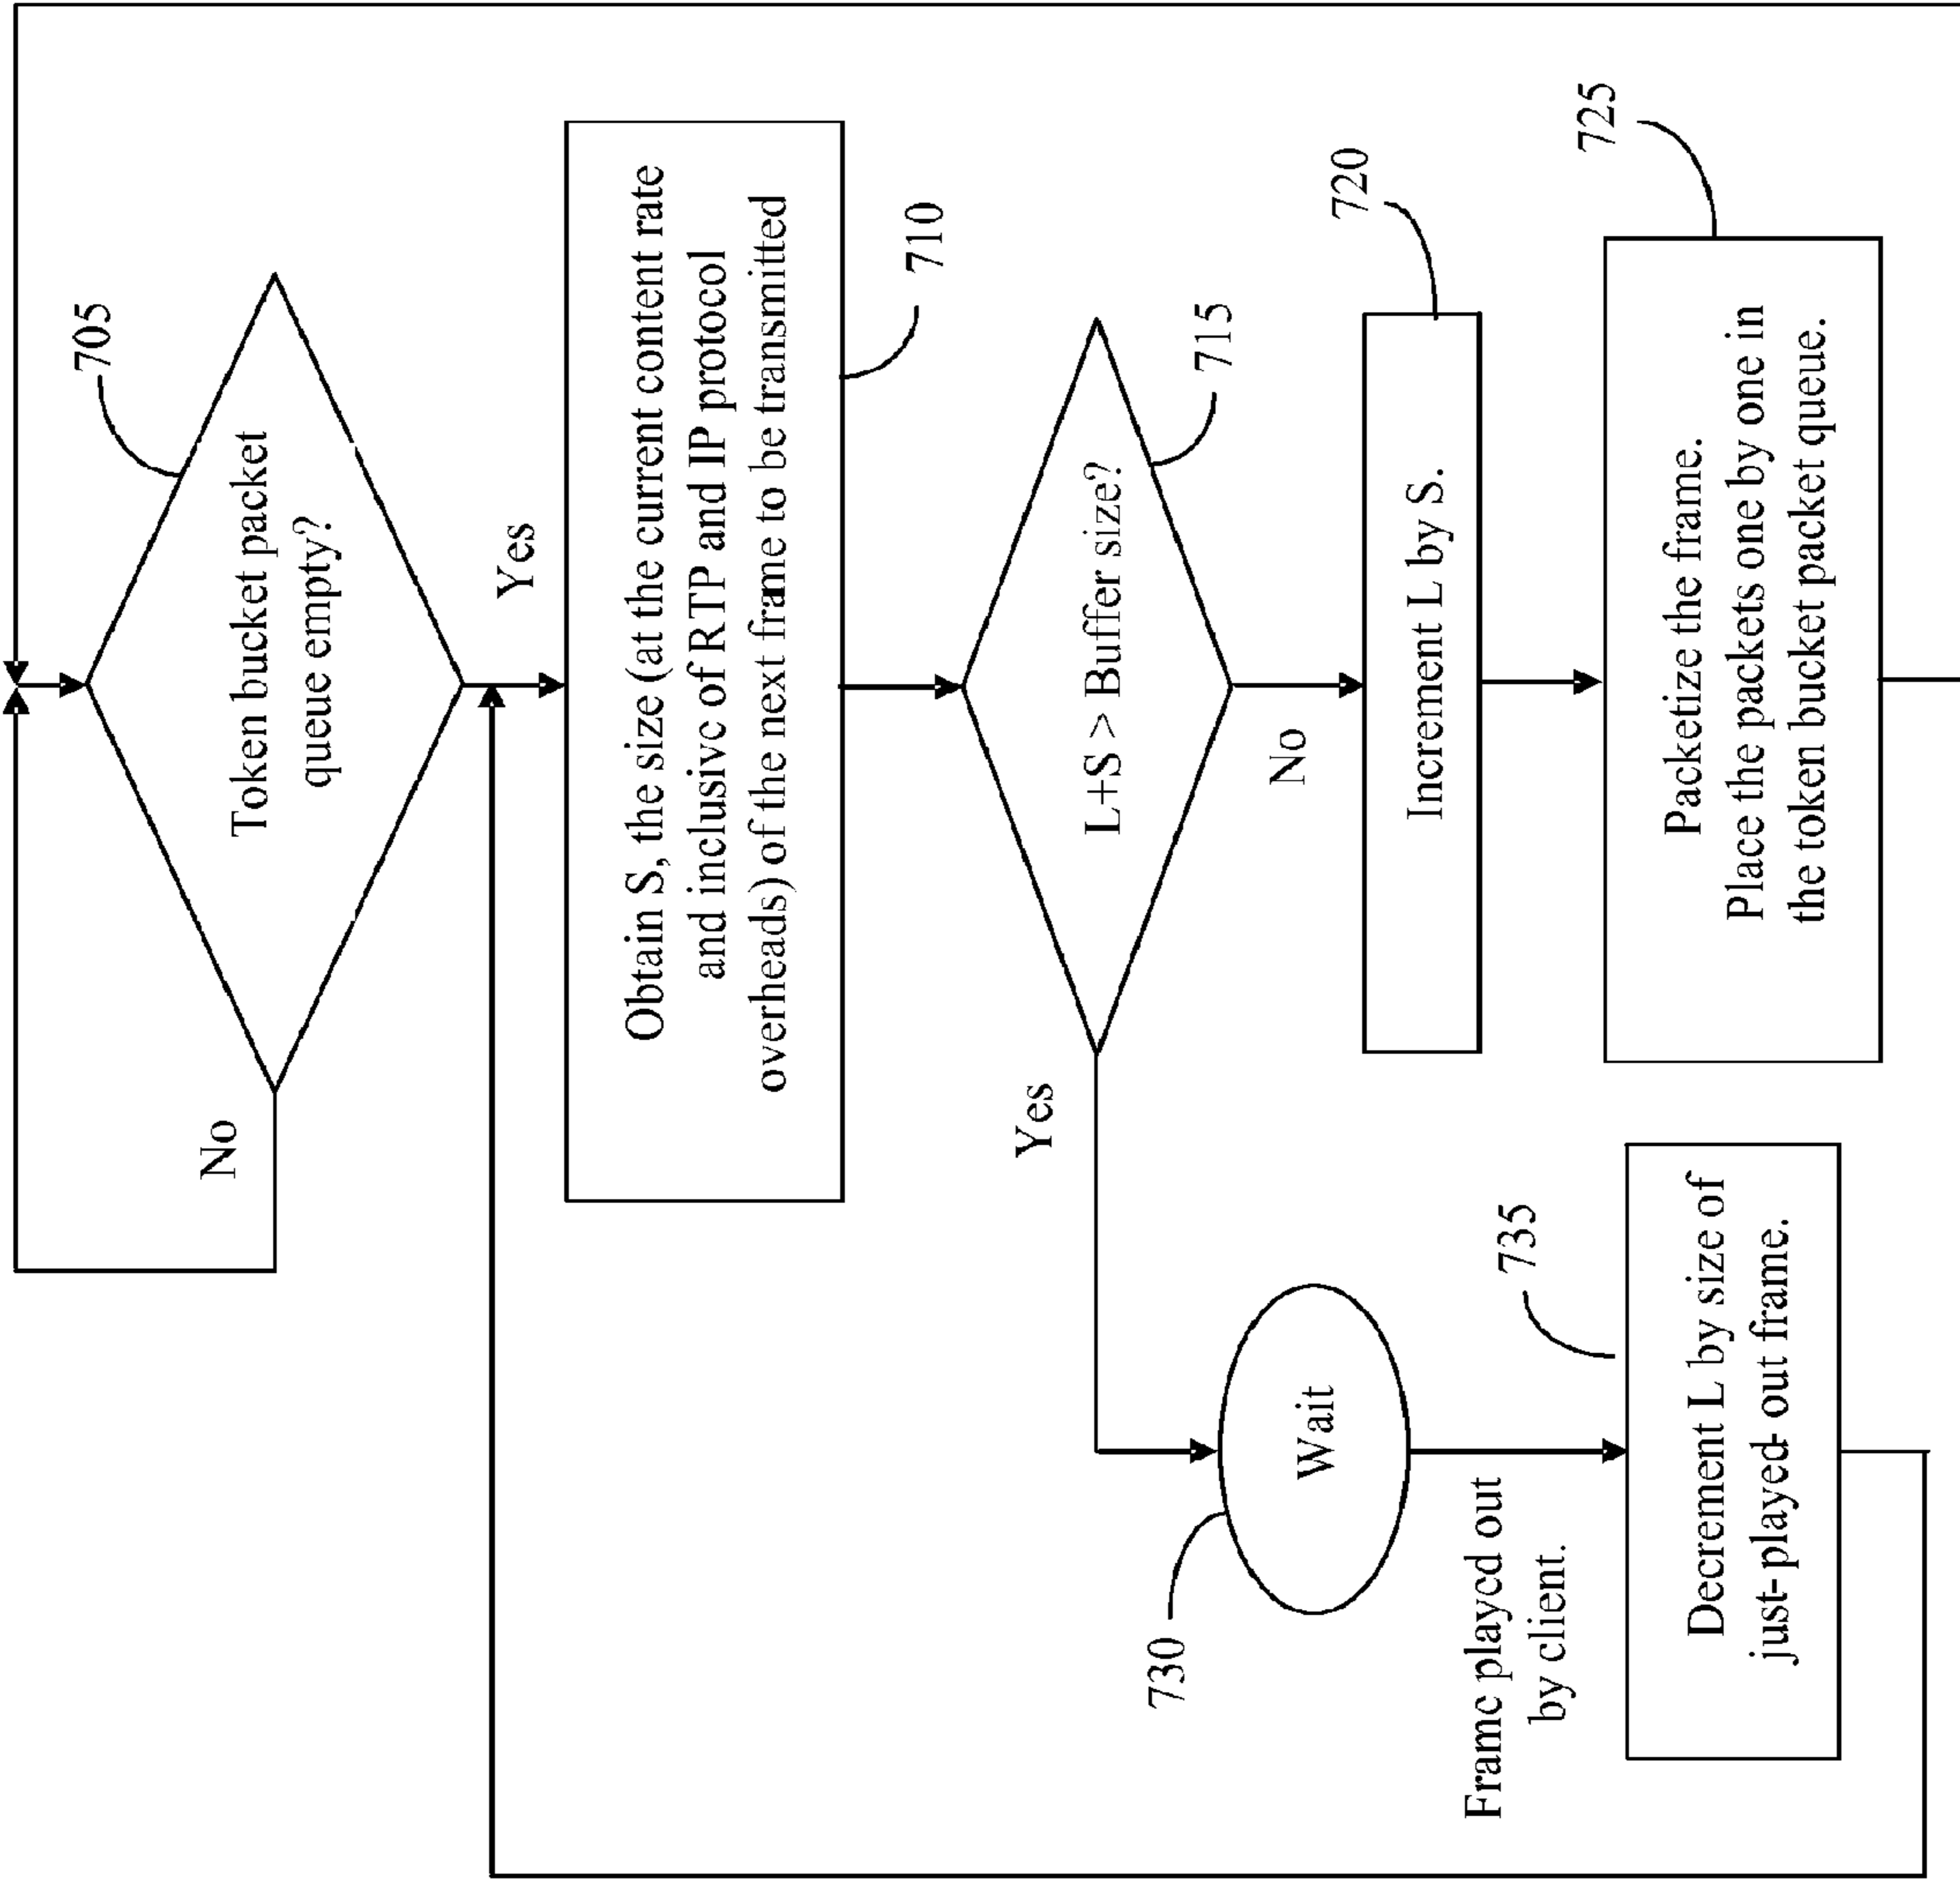 705
Token bucket packet
queue empty?
No
Yes
Obtain S, the size (at the current content rate
and inclusive of RTP and IP protocol
overheads) of the next frame to be transmitted
710
L+S > Buffer size?
715
Yes
No
730
Wait
Increment L by S.
720
Frame played out
by client.
735
Decrement L by size of
just-played-out frame.
Packetize the frame.
Place the packets one by one in
the token bucket packet queue.
725